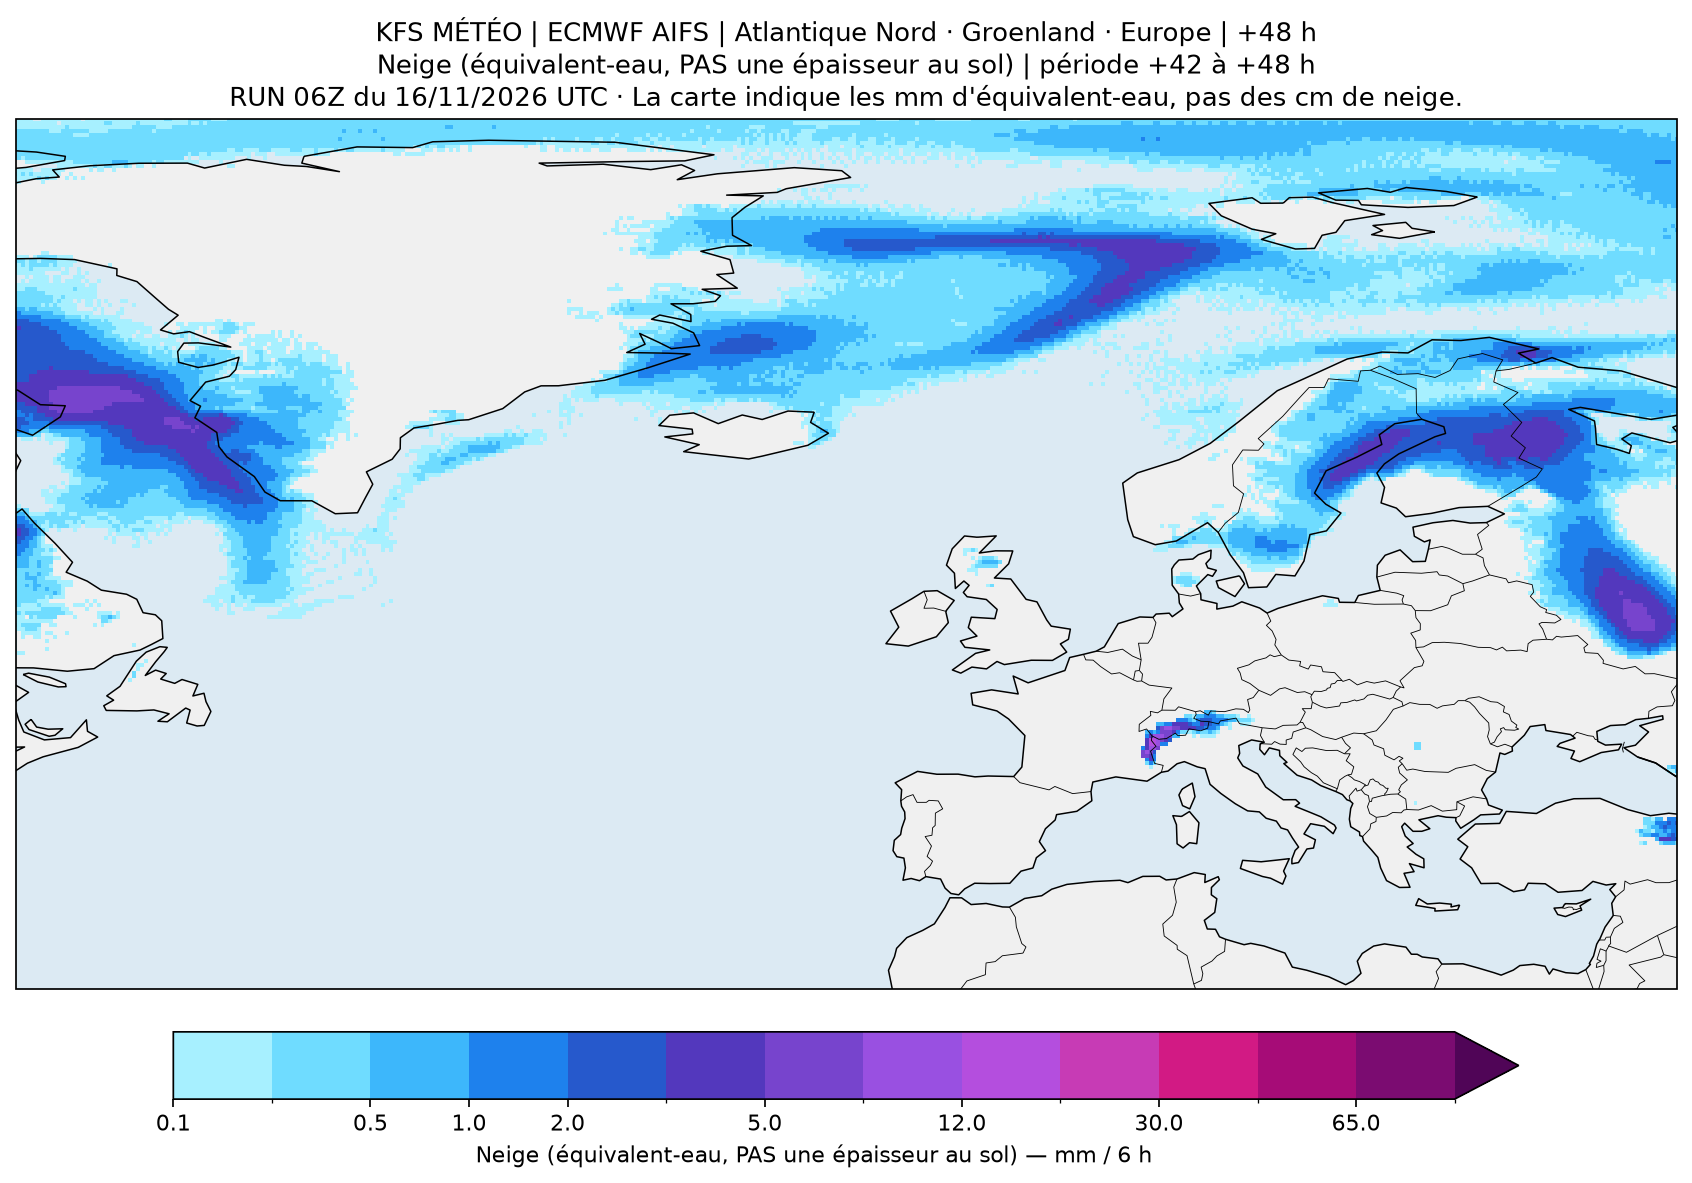 KFS MÉTÉO | ECMWF AIFS | Atlantique Nord · Groenland · Europe | +48 h
Neige (équivalent-eau, PAS une épaisseur au sol) | période +42 à +48 h
RUN 06Z du 16/11/2026 UTC · La carte indique les mm d'équivalent-eau, pas des cm de neige.
0.1 0.5 1.0 2.0 5.0 12.0 30.0 65.0
Neige (équivalent-eau, PAS une épaisseur au sol) — mm / 6 h